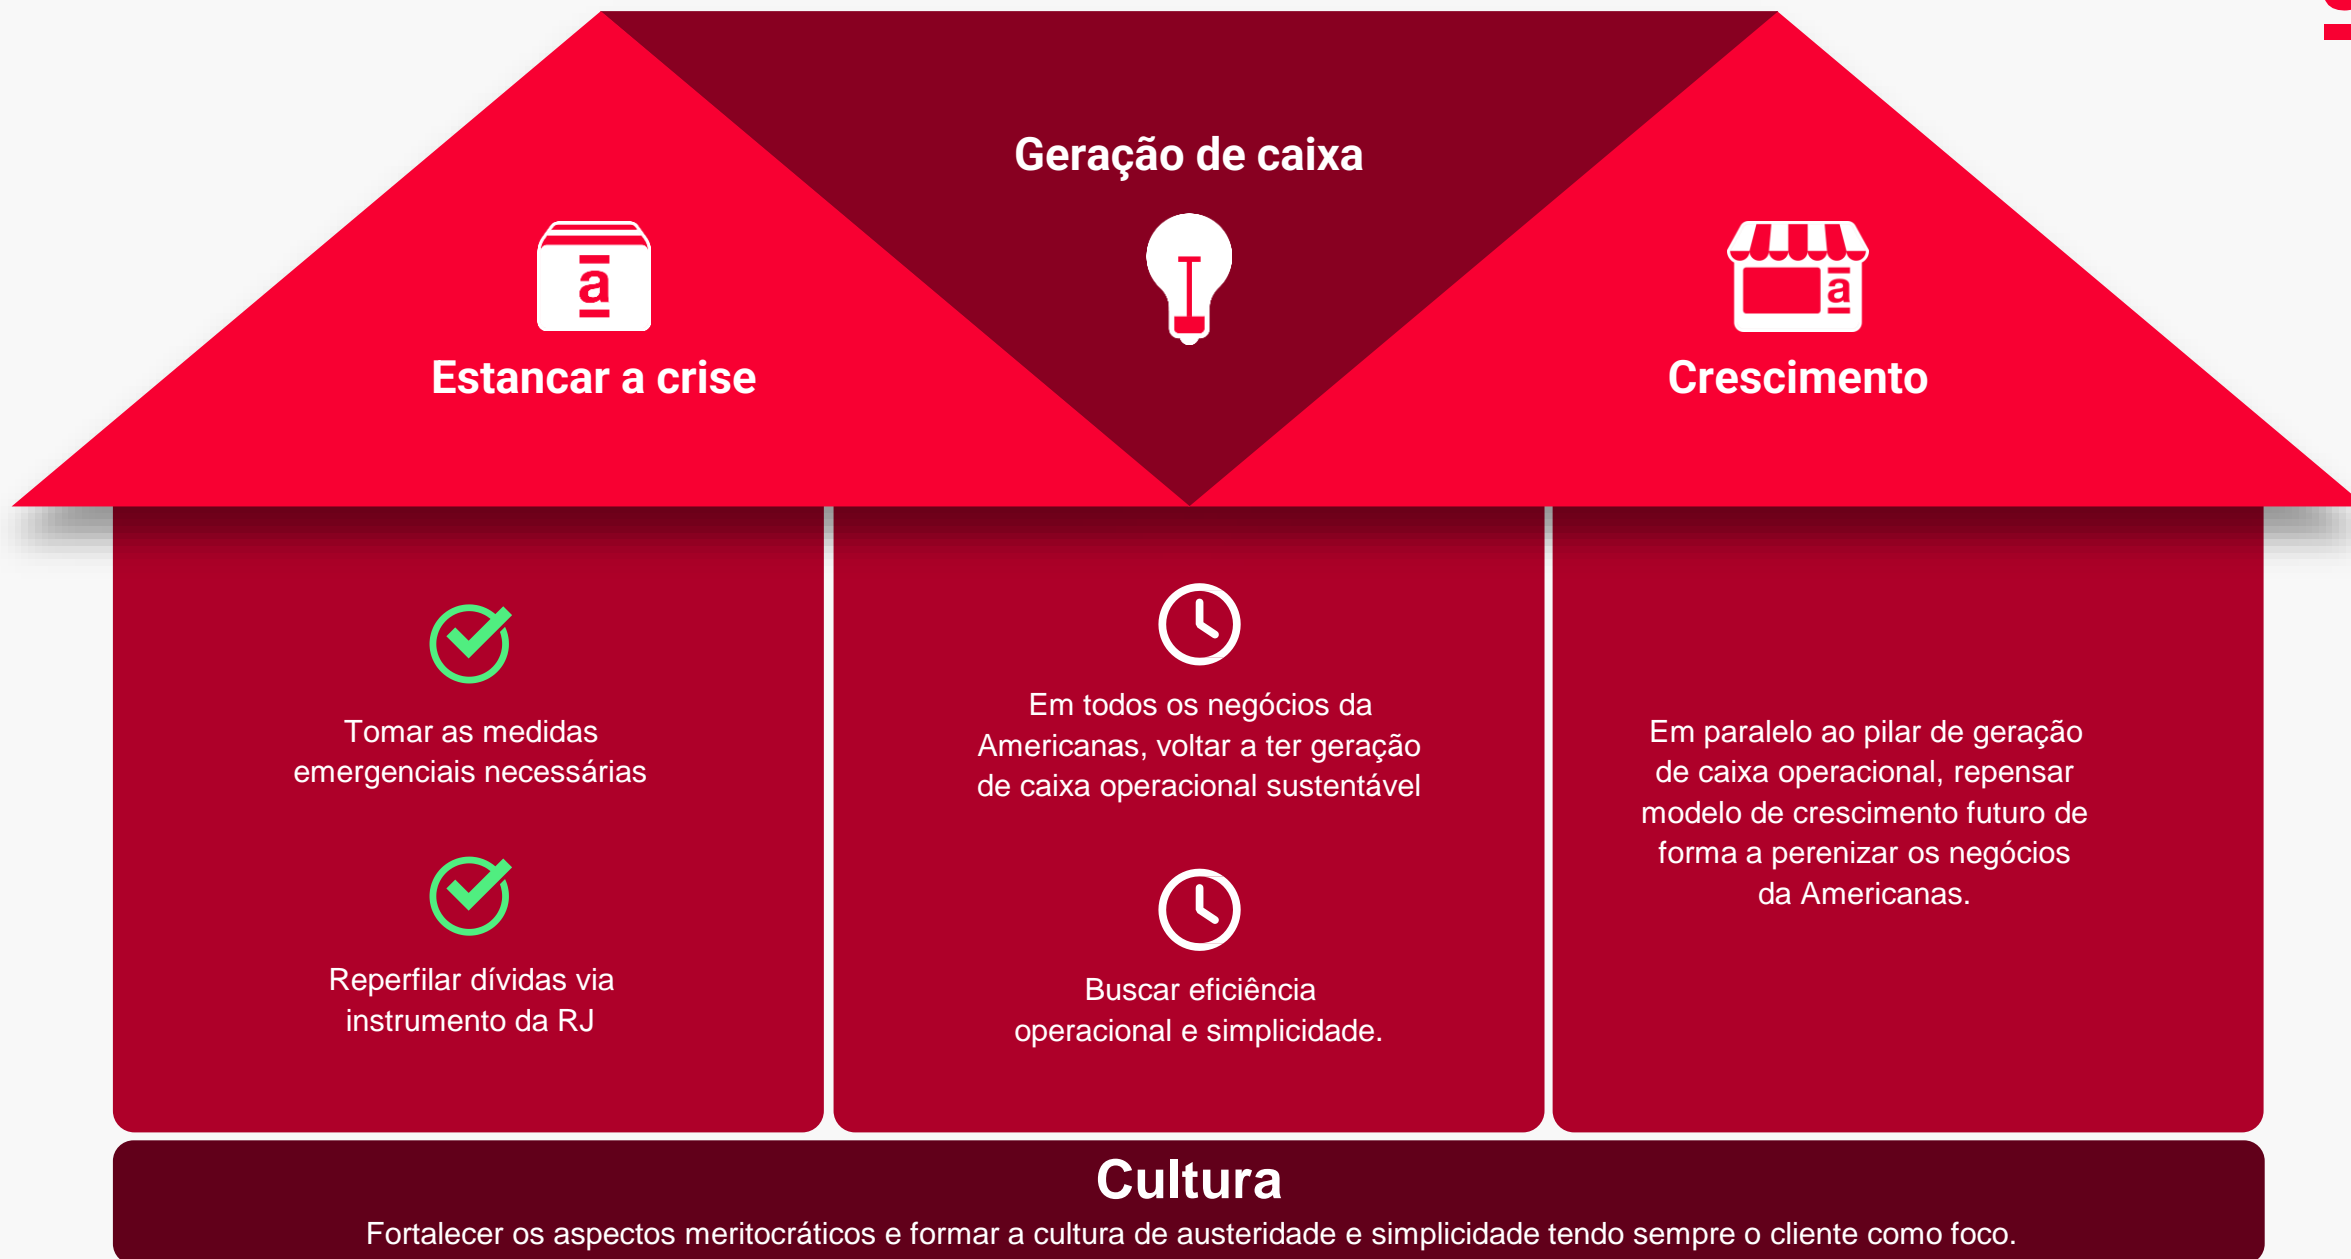 Geração de caixa
a
a
Estancar a crise
Crescimento
Tomar as medidas
emergenciais necessárias
Reperfilar dívidas via
instrumento da RJ
Em todos os negócios da
Americanas, voltar a ter geração
de caixa operacional sustentável
Buscar eficiência
operacional e simplicidade.
Em paralelo ao pilar de geração
de caixa operacional, repensar
modelo de crescimento futuro de
forma a perenizar os negócios
da Americanas.
Cultura
Fortalecer os aspectos meritocráticos e formar a cultura de austeridade e simplicidade tendo sempre o cliente como foco.